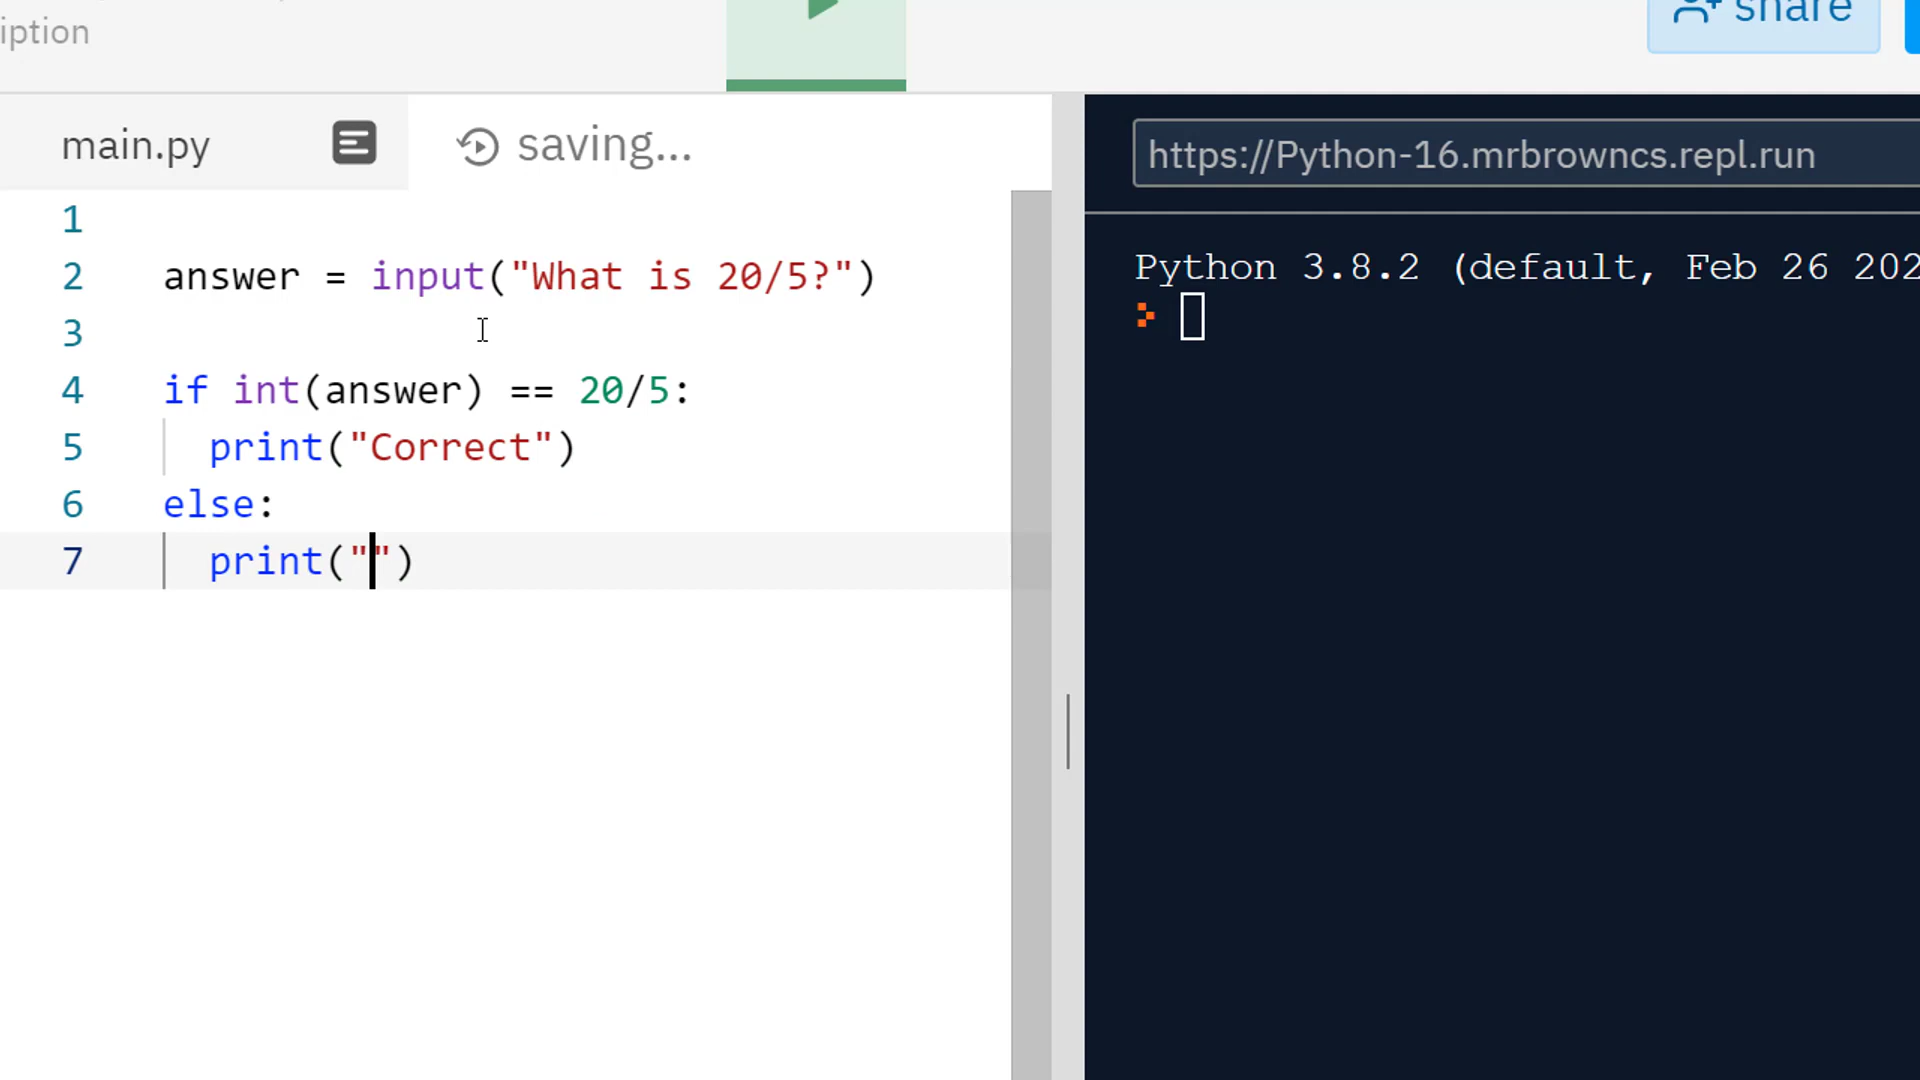 iption
share
main.py
saving...
https://Python-16.mrbrowncs.repl.run
1
2 answer = input("What is 20/5?")
3
4 if int(answer) == 20/5:
5 print("Correct")
6 else:
7 print("")
Python 3.8.2 (default, Feb 26 202